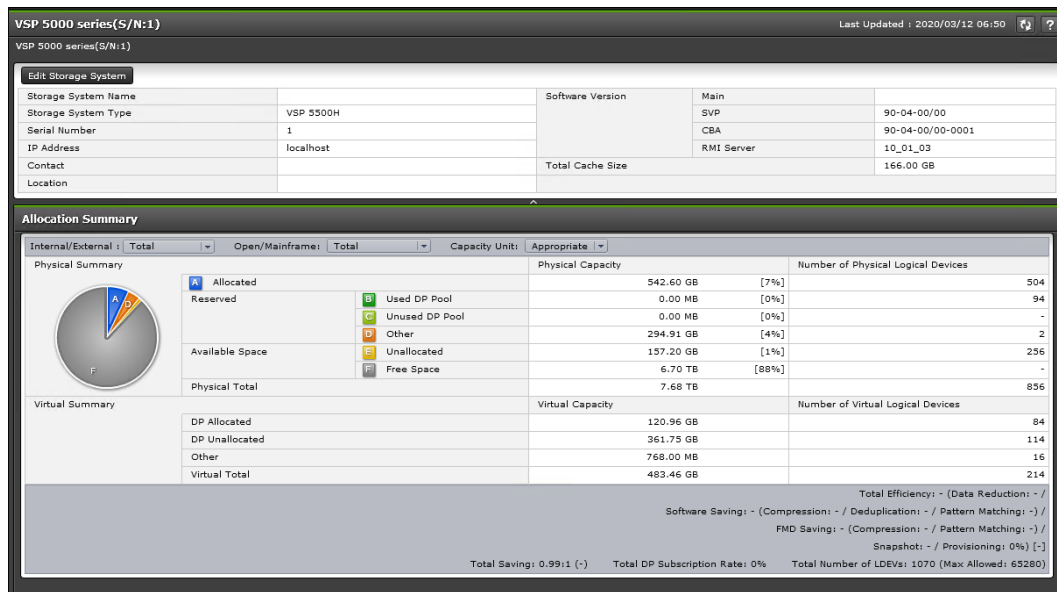 VSP 5000 series(S/N:1) Last Updated : 2020/03/12 06:50 ?
VSP 5000 series(S/N:1)
Edit Storage System
Storage System Name Software Version Main
Storage System Type VSP 5500H SVP 90-04-00/00
Serial Number 1 CBA 90-04-00/00-0001
IP Address localhost RMI Server 10_01_03
Contact Total Cache Size 166.00 GB
Location
Allocation Summary
Internal/External : Total Open/Mainframe: Total Capacity Unit: Appropriate
Physical Summary Physical Capacity Number of Physical Logical Devices
A Allocated 542.60 GB [7%] 504
Reserved B Used DP Pool 0.00 MB [0%] 94
C Unused DP Pool 0.00 MB [0%] -
D Other 294.91 GB [4%] 2
Available Space E Unallocated 157.20 GB [1%] 256
F Free Space 6.70 TB [88%] -
Physical Total 7.68 TB 856
A D F
Virtual Summary Virtual Capacity Number of Virtual Logical Devices
DP Allocated 120.96 GB 84
DP Unallocated 361.75 GB 114
Other 768.00 MB 16
Virtual Total 483.46 GB 214
Total Efficiency: - (Data Reduction: - /
Software Saving: - (Compression: - / Deduplication: - / Pattern Matching: -) /
FMD Saving: - (Compression: - / Pattern Matching: -) /
Snapshot: - / Provisioning: 0%) [-]
Total Saving: 0.99:1 (-) Total DP Subscription Rate: 0% Total Number of LDEVs: 1070 (Max Allowed: 65280)